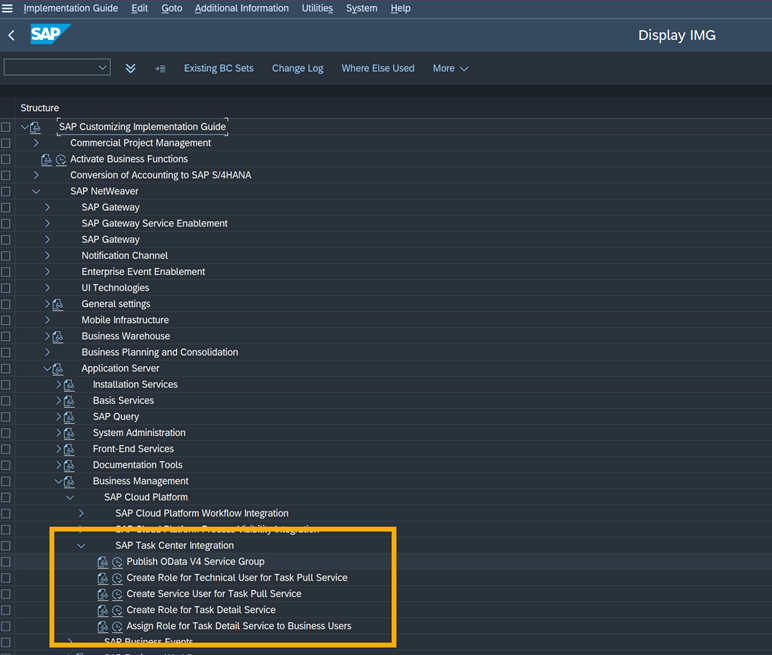 Implementation Guide Edit Goto Additional Information Utilities System Help
SAP Display IMG
Existing BC Sets Change Log Where Else Used More
Structure
SAP Customizing Implementation Guide
Commercial Project Management
Activate Business Functions
Conversion of Accounting to SAP S/4HANA
SAP NetWeaver
SAP Gateway
SAP Gateway Service Enablement
SAP Gateway
Notification Channel
Enterprise Event Enablement
UI Technologies
General settings
Mobile Infrastructure
Business Warehouse
Business Planning and Consolidation
Application Server
Installation Services
Basis Services
SAP Query
System Administration
Front-End Services
Documentation Tools
Business Management
SAP Cloud Platform
SAP Cloud Platform Workflow Integration
SAP Cloud Platform Process Visibility Integration
SAP Task Center Integration
Publish OData V4 Service Group
Create Role for Technical User for Task Pull Service
Create Service User for Task Pull Service
Create Role for Task Detail Service
Assign Role for Task Detail Service to Business Users
SAP Business Events